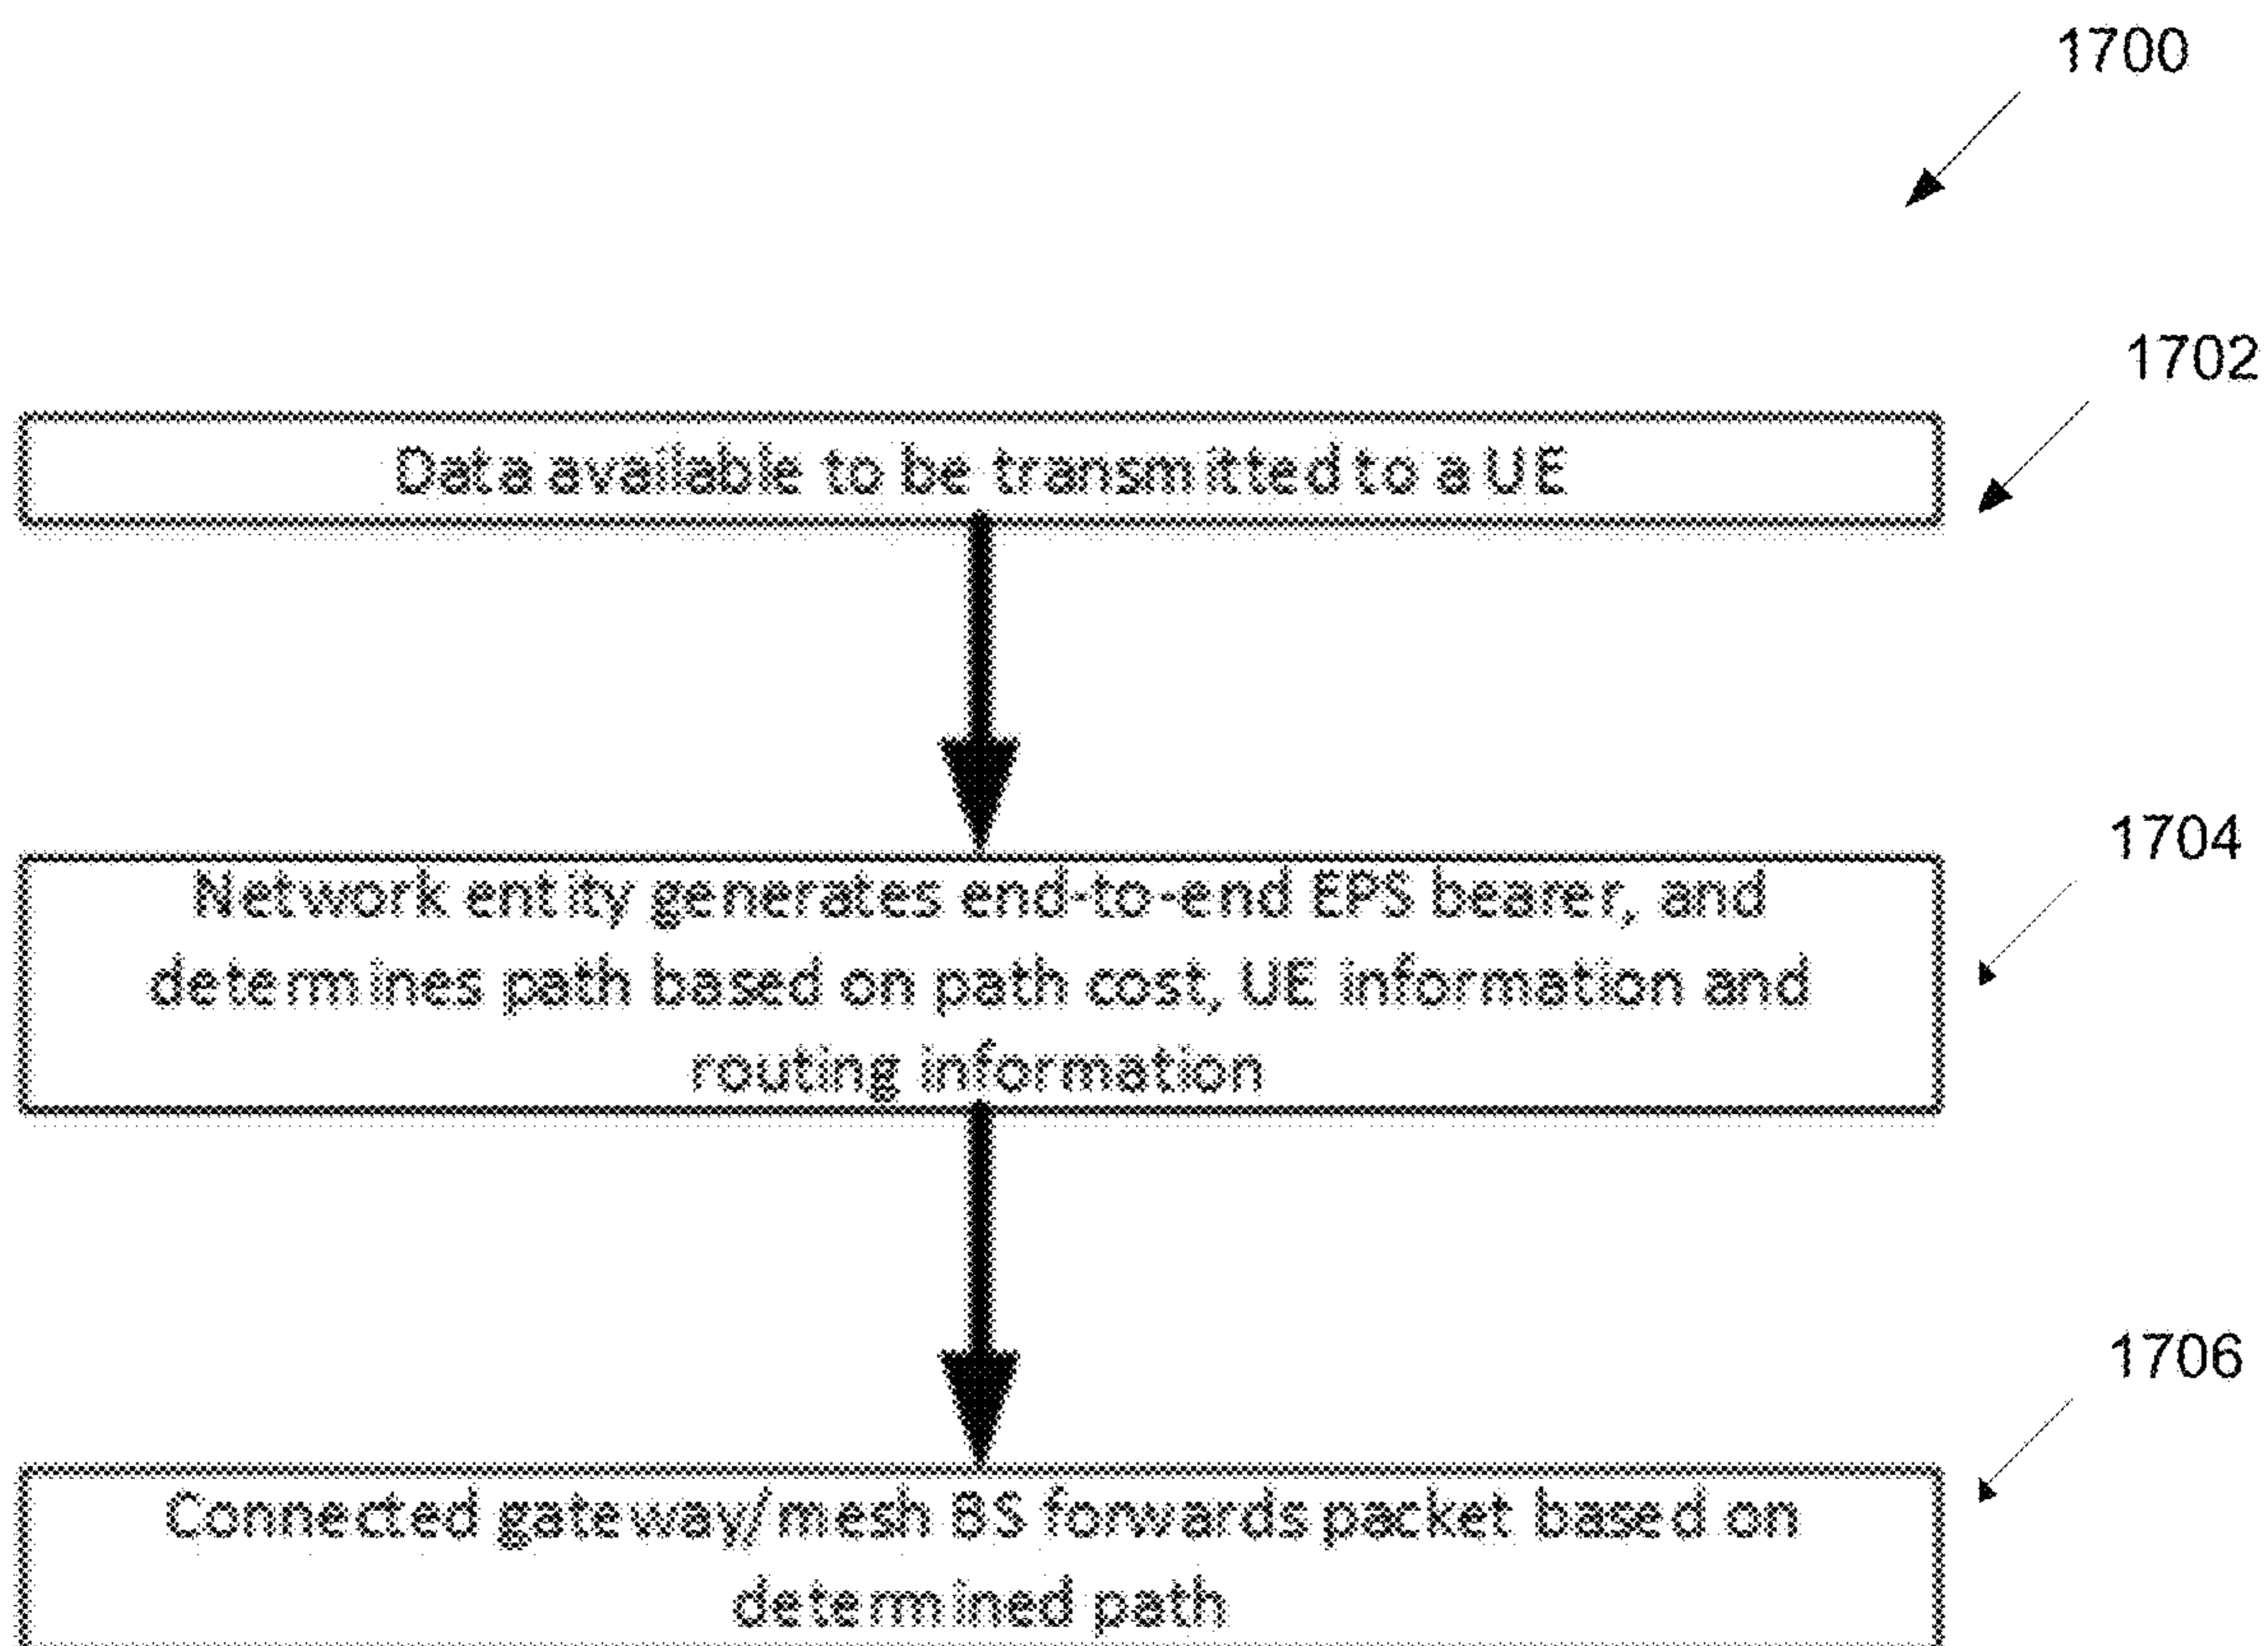 1700
1702
Data available to be transmitted to a UE
1704
Network entity generates end-to-end EPS bearer, and
determines path based on path cost, UE information and
routing information
1706
Connected gateway/mesh BS forwards packet based on
determined path